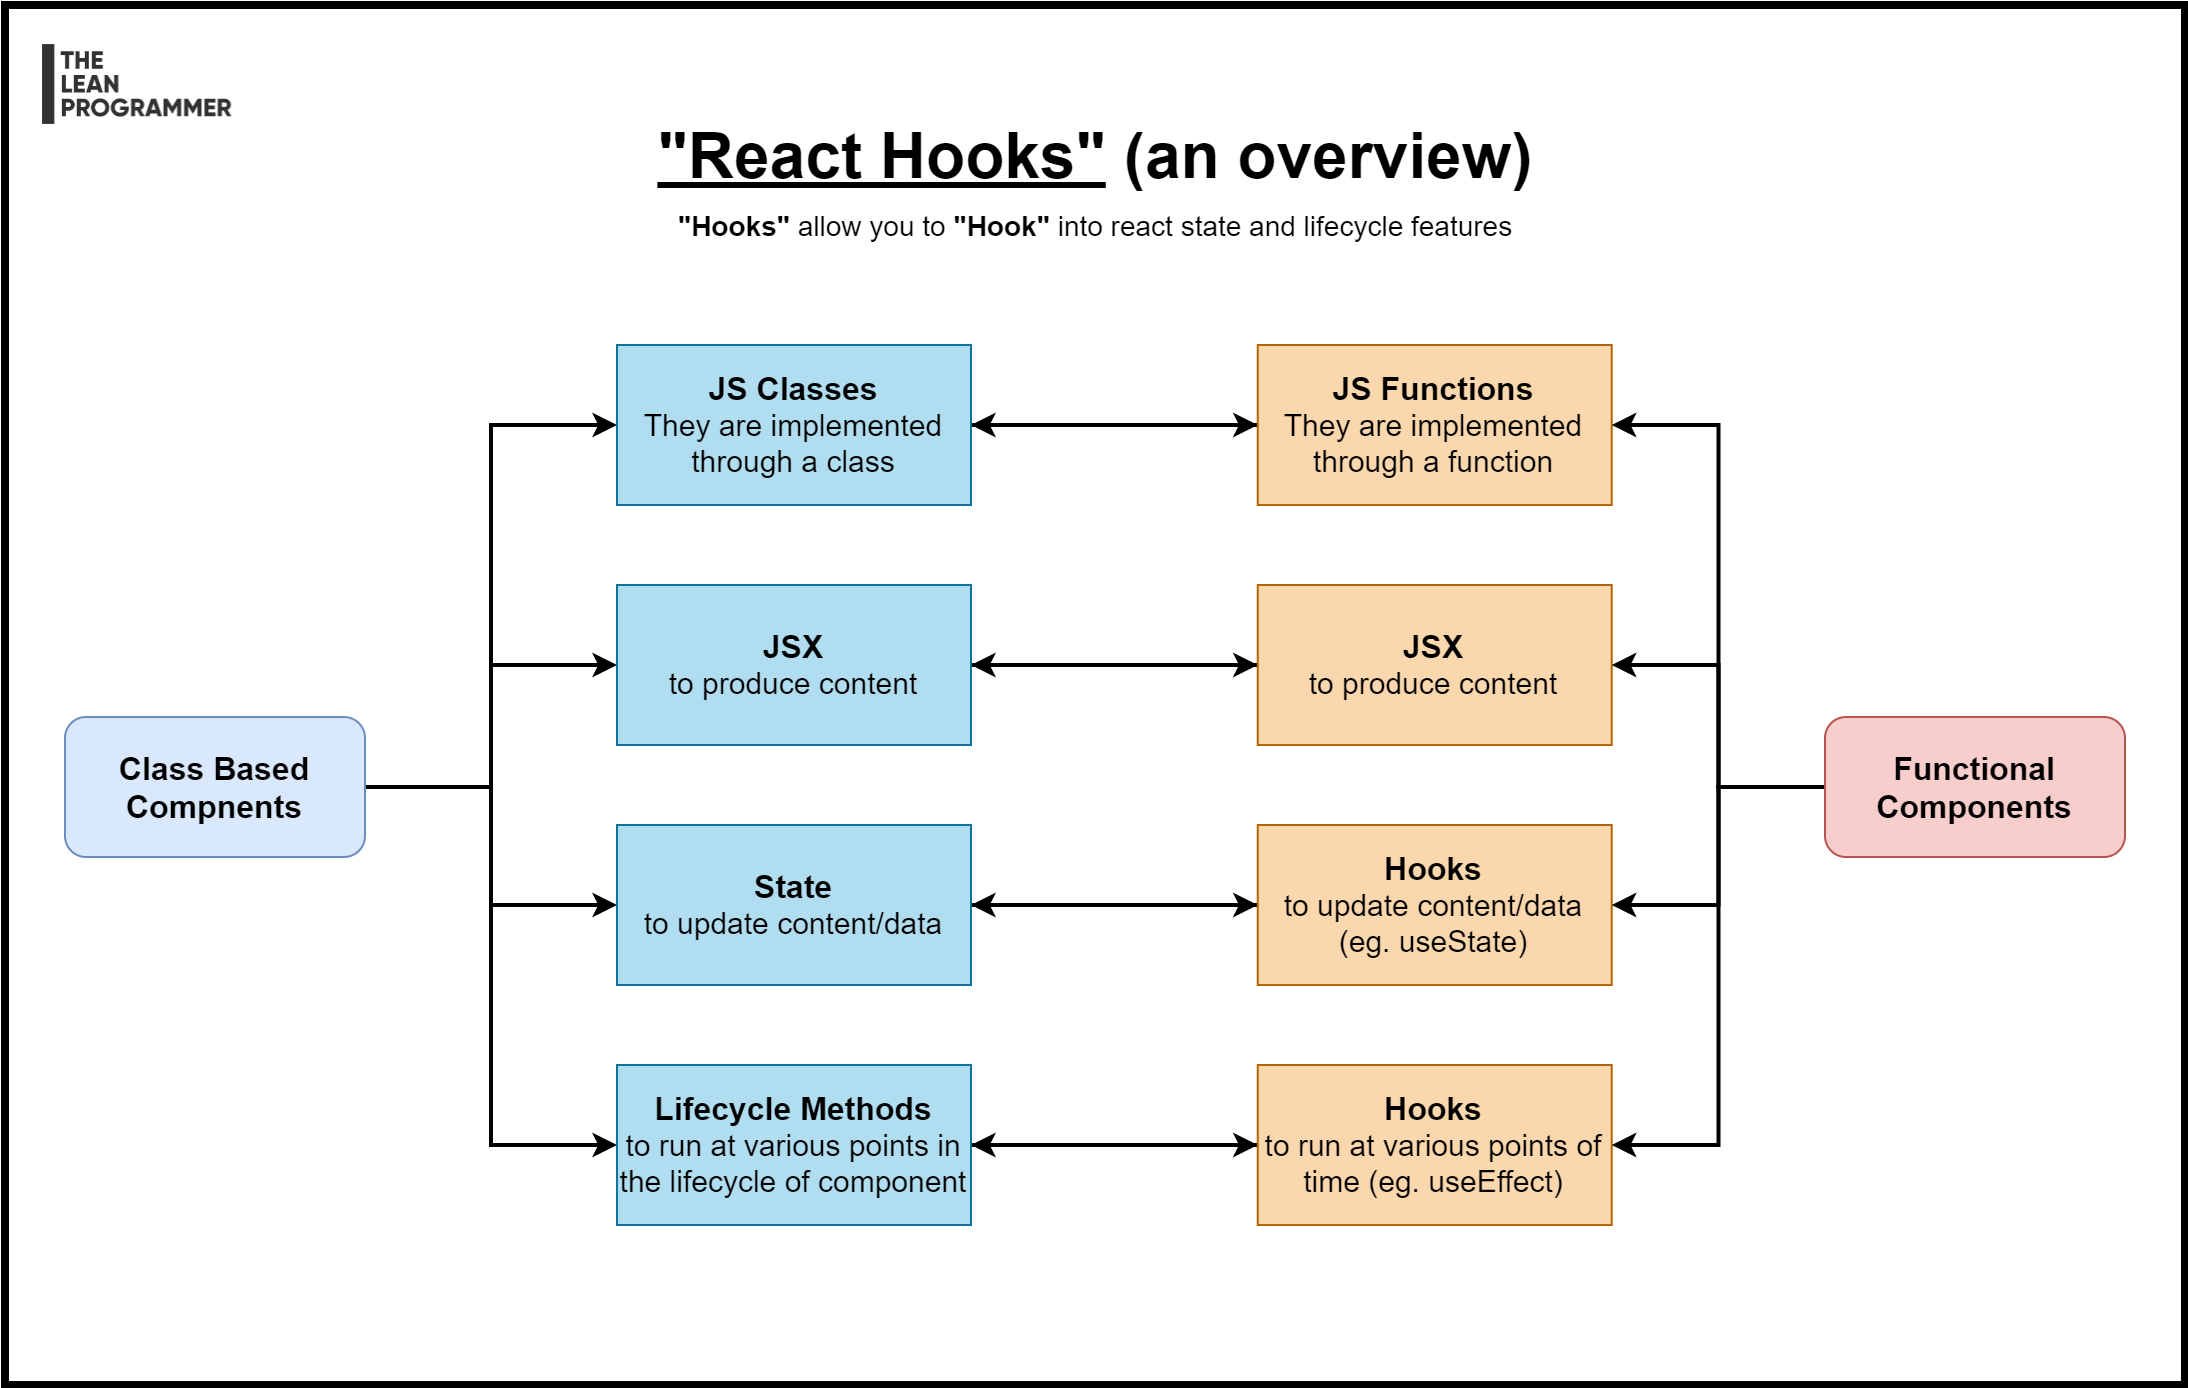 THE
LEAN
PROGRAMMER
"React Hooks" (an overview)
"Hooks" allow you to "Hook" into react state and lifecycle features
JS Classes
They are implemented
through a class
JS Functions
They are implemented
through a function
JSX
to produce content
JSX
to produce content
Class Based
Compnents
Functional
Components
State
to update content/data
Hooks
to update content/data
(eg. useState)
Lifecycle Methods
to run at various points in
the lifecycle of component
Hooks
to run at various points of
time (eg. useEffect)